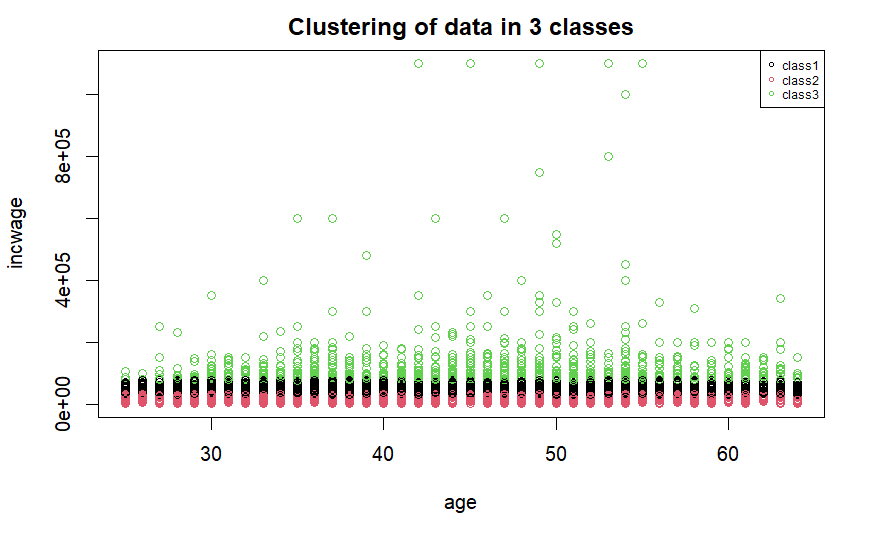 Clustering of data in 3 classes
class1
class2
class3
8e+05
4e+05
0e+00
incwage
30 40 50 60
age